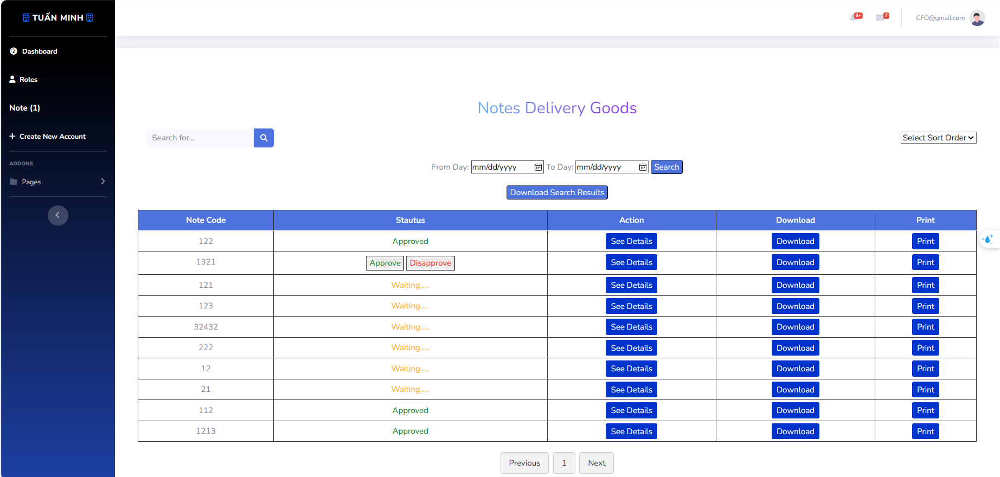 TUẤN MINH
3+
7
CFO@gmail.com
Dashboard
Roles
Note (1)
Create New Account
ADDONS
Pages
Notes Delivery Goods
Search for...
Select Sort Order
From Day: mm/dd/yyyy To Day: mm/dd/yyyy Search
Download Search Results
Note Code Stautus Action Download Print
122 Approved See Details Download Print
1321 Approve Disapprove See Details Download Print
121 Waiting..... See Details Download Print
123 Waiting..... See Details Download Print
32432 Waiting..... See Details Download Print
222 Waiting..... See Details Download Print
12 Waiting..... See Details Download Print
21 Waiting..... See Details Download Print
112 Approved See Details Download Print
1213 Approved See Details Download Print
Previous 1 Next